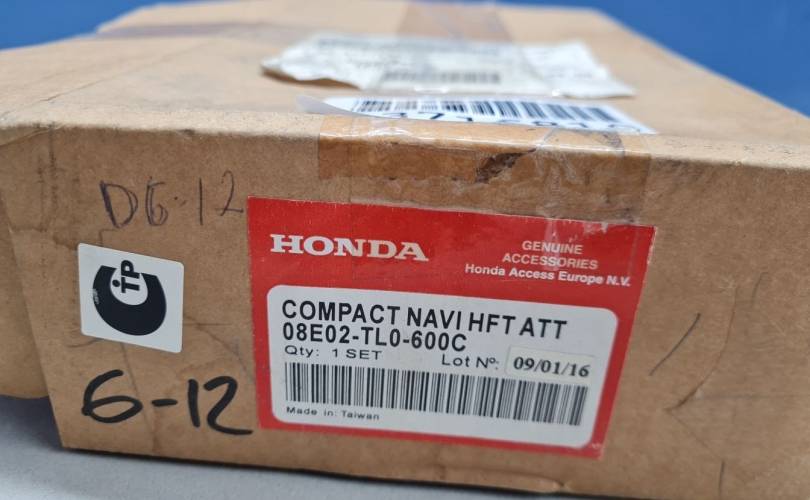 D6-12
HONDA
GENUINE
ACCESSORIES
Honda Access Europe N.V.
TP
COMPACT NAVI HFT ATT
08E02-TL0-600C
Qty: 1 SET
Lot Nº: 09/01/16
Made in: Taiwan
6-12